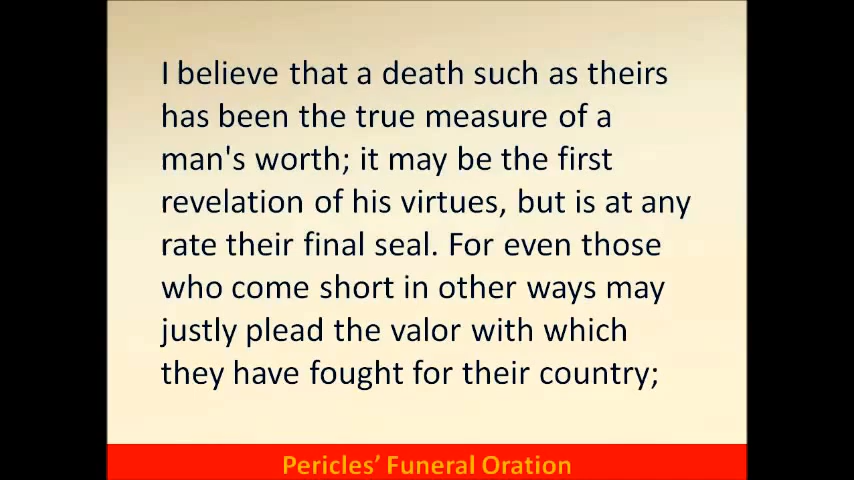 I believe that a death such as theirs
has been the true measure of a
man's worth; it may be the first
revelation of his virtues, but is at any
rate their final seal. For even those
who come short in other ways may
justly plead the valor with which
they have fought for their country;
Pericles’ Funeral Oration